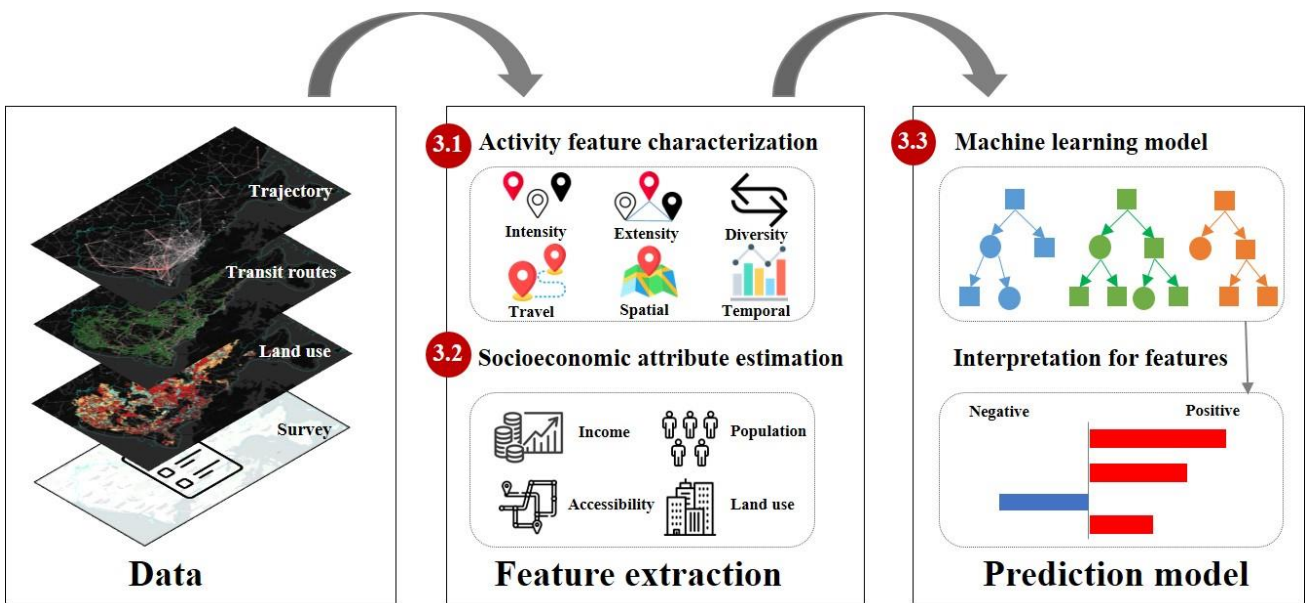 Trajectory
Transit routes
Land use
Survey
Data
3.1 Activity feature characterization
Intensity Extensity Diversity
Travel Spatial Temporal
3.2 Socioeconomic attribute estimation
Income Population
Accessibility Land use
Feature extraction
3.3 Machine learning model
Interpretation for features
Negative Positive
Prediction model